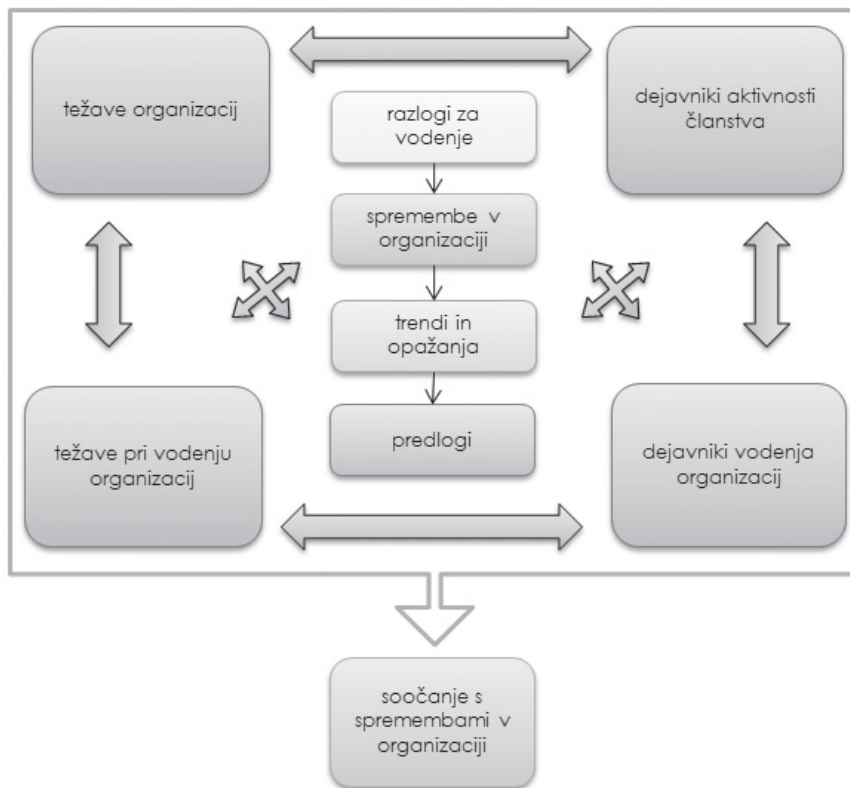 težave organizacij
dejavniki aktivnosti
članstva
razlogi za
vodenje
spremembe v
organizaciji
trendi in
opažanja
predlogi
težave pri vodenju
organizacij
dejavniki vodenja
organizacij
soočanje s
spremembami v
organizaciji